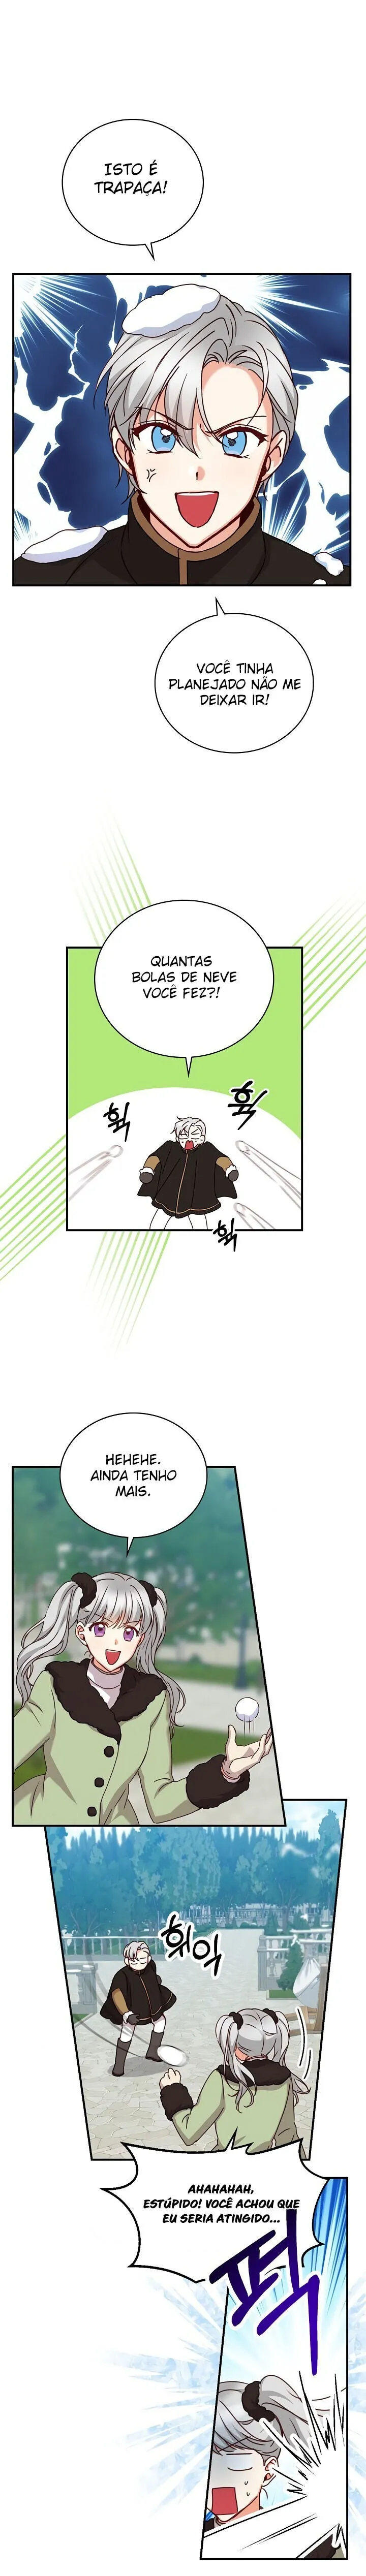 ISTO É
TRAPAÇA!
VOCÊ TINHA
PLANEJADO NÃO ME
DEIXAR IR!
QUANTAS
BOLAS DE NEVE
VOCÊ FEZ?!
휙
휙
휙
HEHEHE.
AINDA TENHO
MAIS.
휘익
AHAHAHAH,
ESTÚPIDO! VOCÊ ACHOU QUE
EU SERIA ATINGIDO...
퍽